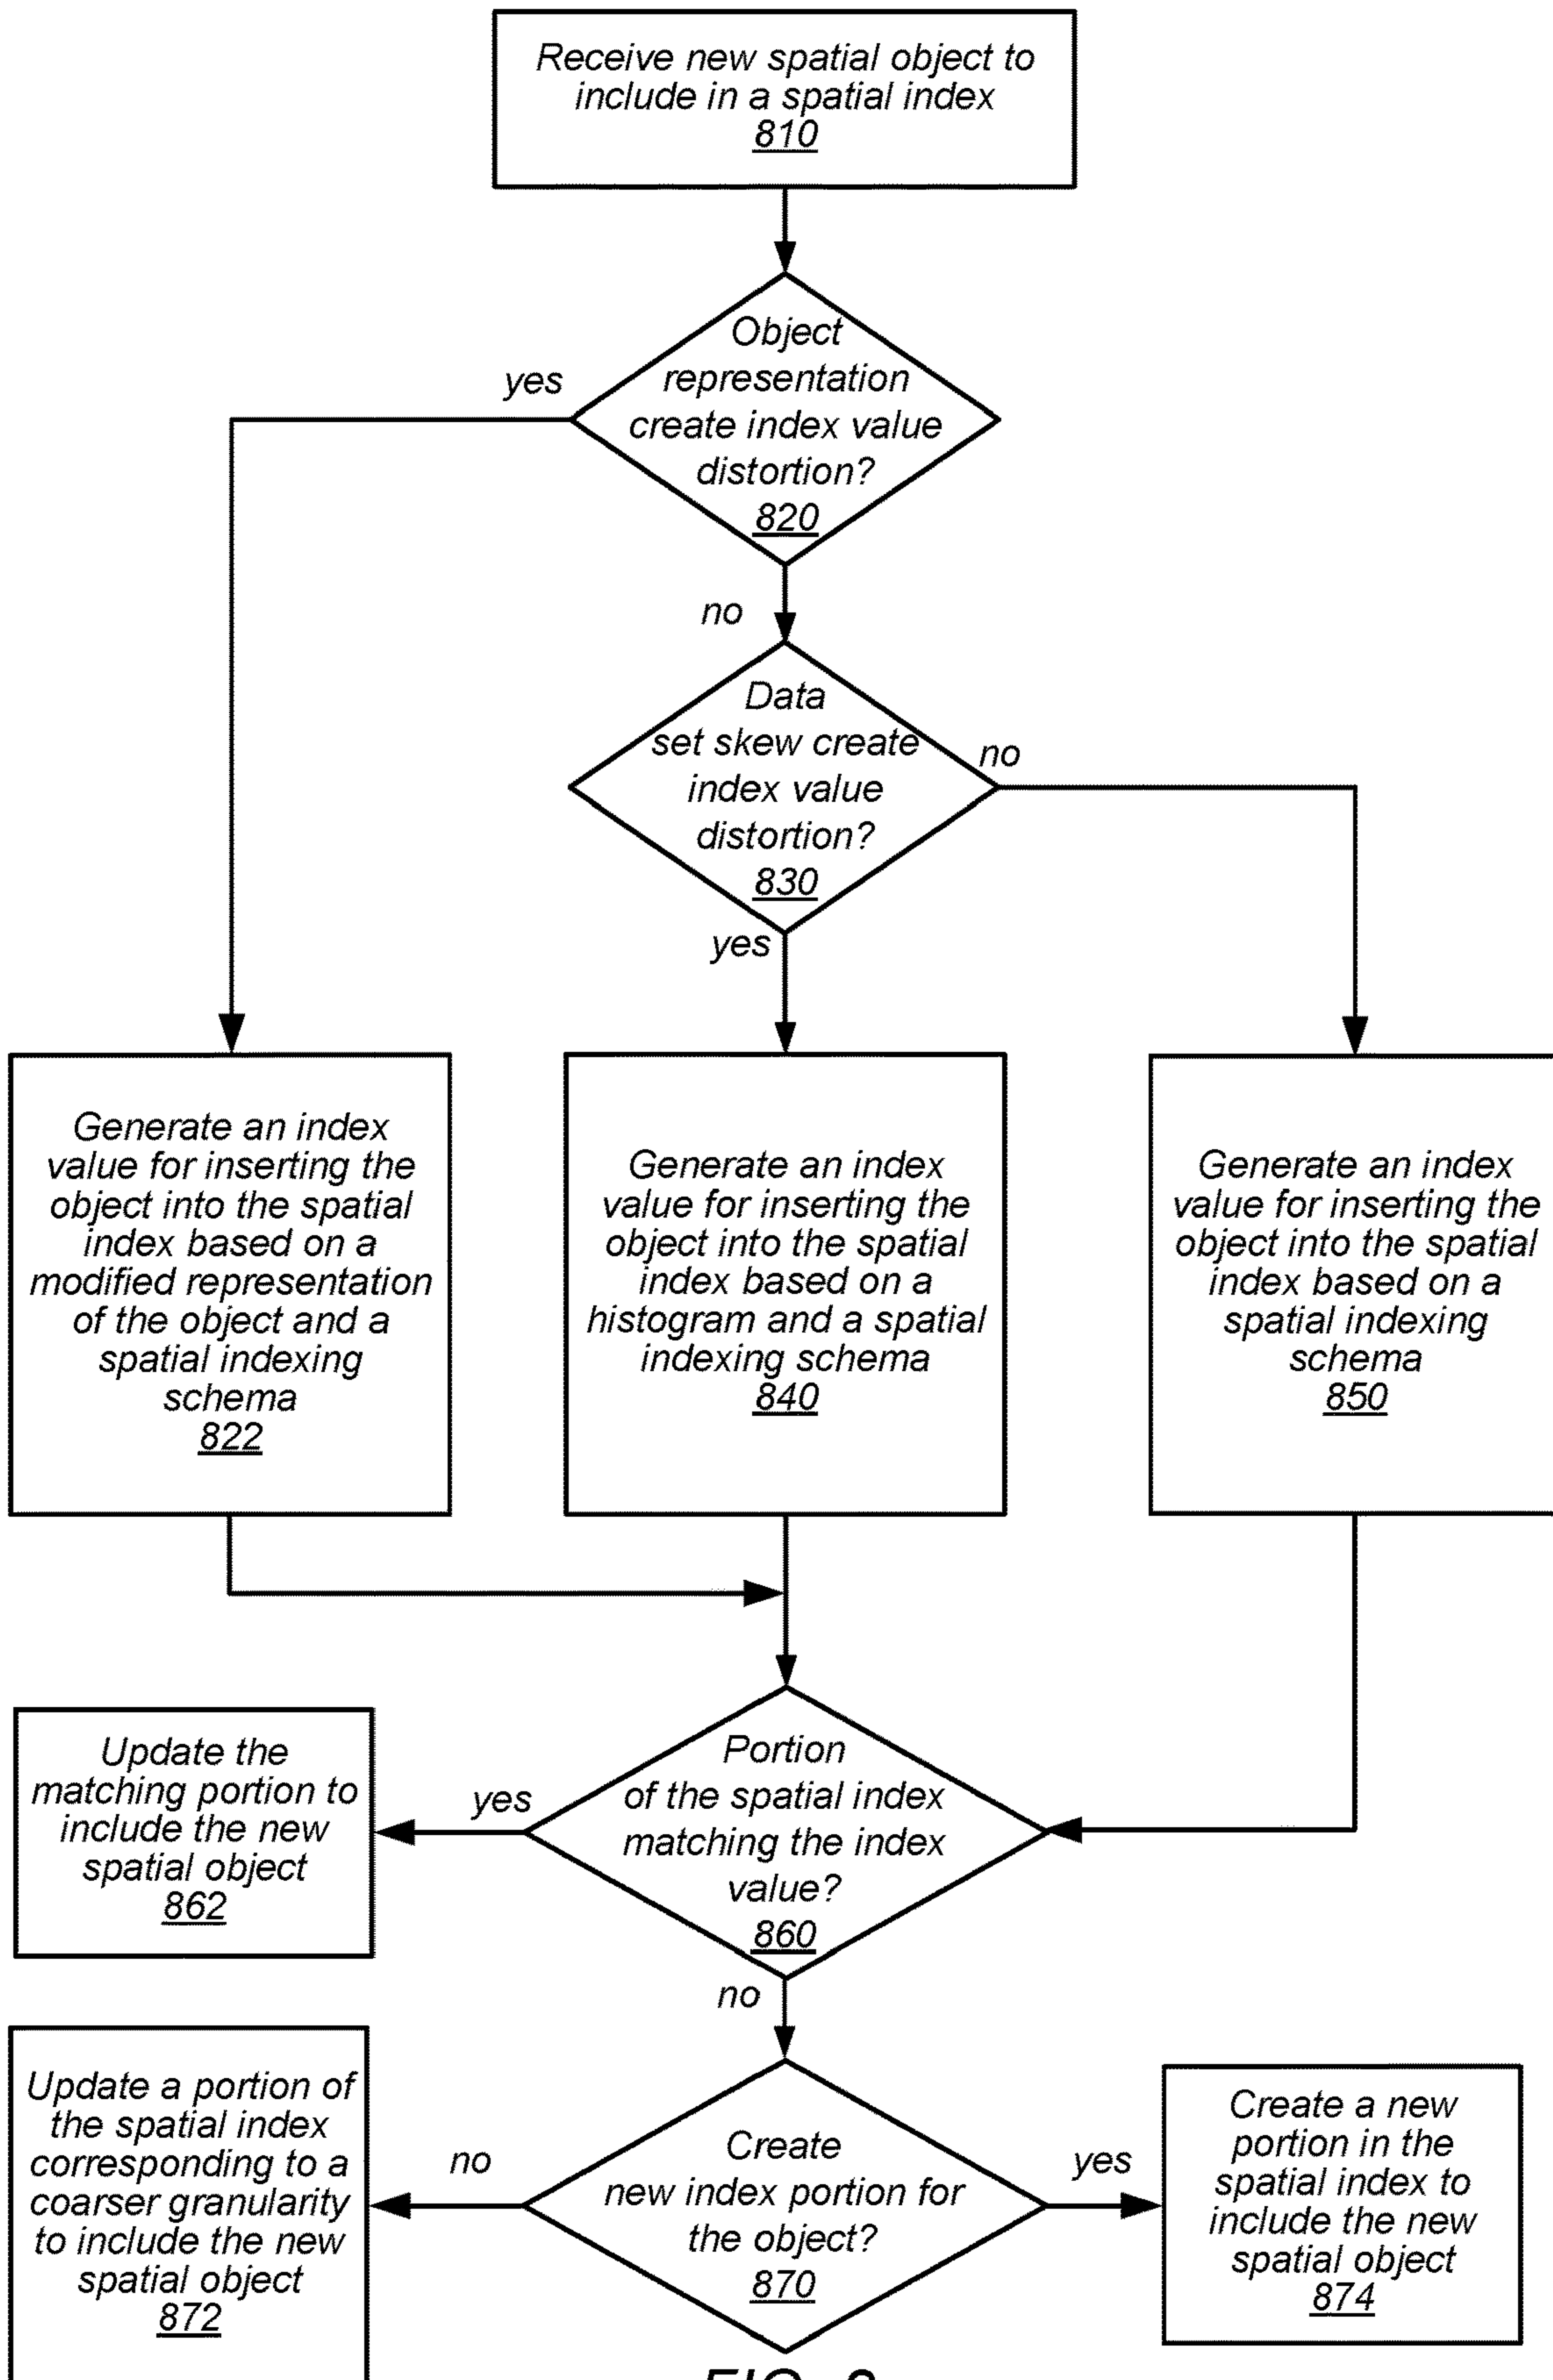 Receive new spatial object to
include in a spatial index
810
Object
representation
create index value
distortion?
820
yes
no
Data
set skew create
index value
distortion?
830
no
yes
Generate an index
value for inserting the
object into the spatial
index based on a
modified representation
of the object and a
spatial indexing
schema
822
Generate an index
value for inserting the
object into the spatial
index based on a
histogram and a spatial
indexing schema
840
Generate an index
value for inserting the
object into the spatial
index based on a
spatial indexing
schema
850
Portion
of the spatial index
matching the index
value?
860
yes
Update the
matching portion to
include the new
spatial object
862
no
Create
new index portion for
the object?
870
no
Update a portion of
the spatial index
corresponding to a
coarser granularity
to include the new
spatial object
872
yes
Create a new
portion in the
spatial index to
include the new
spatial object
874
FIG.